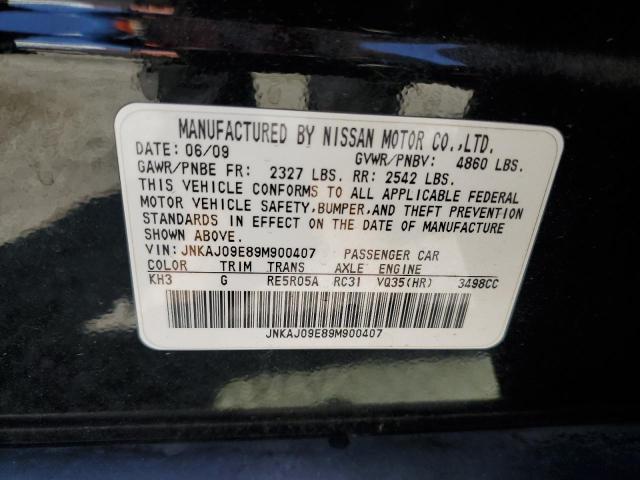 MANUFACTURED BY NISSAN MOTOR CO.,LTD.
DATE: 06/09 GVWR/PNBV: 4860 LBS.
GAWR/PNBE FR: 2327 LBS. RR: 2542 LBS.
THIS VEHICLE CONFORMS TO ALL APPLICABLE FEDERAL
MOTOR VEHICLE SAFETY, BUMPER, AND THEFT PREVENTION
STANDARDS IN EFFECT ON THE DATE OF MANUFACTURE
SHOWN ABOVE.
VIN: JNKAJ09E89M900407 PASSENGER CAR
COLOR TRIM TRANS AXLE ENGINE
KH3 G RE5R05A RC31 VQ35(HR) 3498CC
JNKAJ09E89M900407